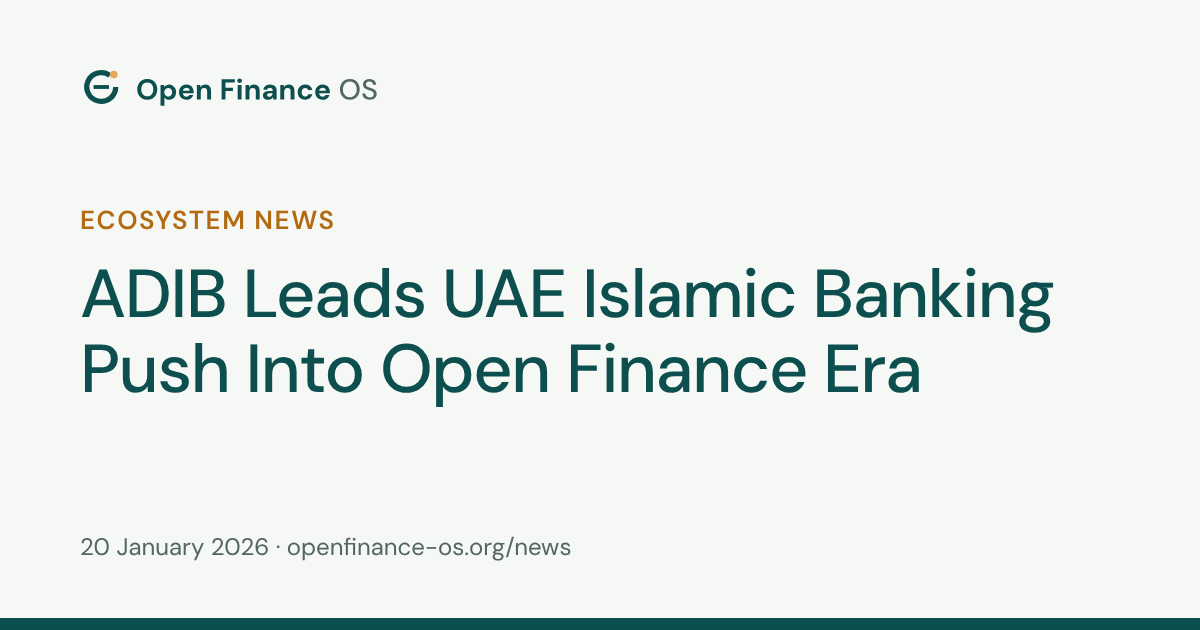 Open Finance OS
ECOSYSTEM NEWS
ADIB Leads UAE Islamic Banking
Push Into Open Finance Era
20 January 2026 · openfinance-os.org/news